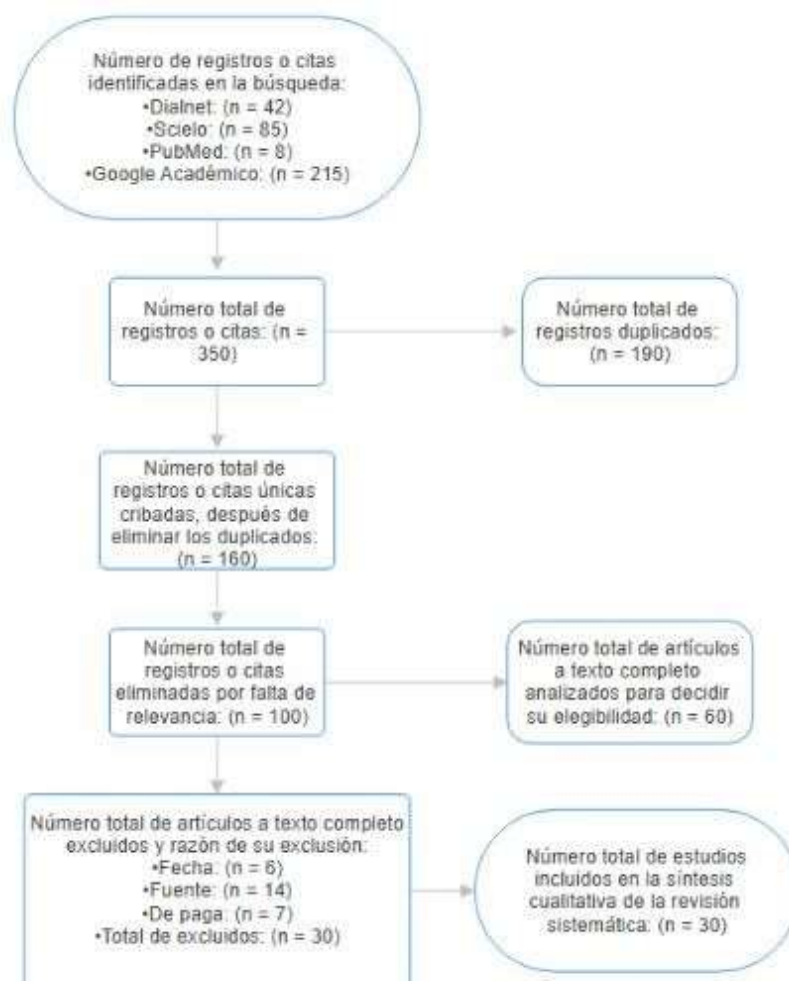 Número de registros o citas
identificadas en la búsqueda:
•Dialnet: (n = 42)
•Scielo: (n = 85)
•PubMed: (n = 8)
•Google Académico: (n = 215)
Número total de
registros o citas: (n =
350)
Número total de
registros duplicados:
(n = 190)
Número total de
registros o citas únicas
cribadas, después de
eliminar los duplicados:
(n = 160)
Número total de
registros o citas
eliminadas por falta de
relevancia: (n = 100)
Número total de artículos
a texto completo
analizados para decidir
su elegibilidad: (n = 60)
Número total de artículos a texto completo
excluidos y razón de su exclusión:
•Fecha: (n = 6)
•Fuente: (n = 14)
•De paga: (n = 7)
•Total de excluidos: (n = 30)
Número total de estudios
incluidos en la síntesis
cualitativa de la revisión
sistemática: (n = 30)